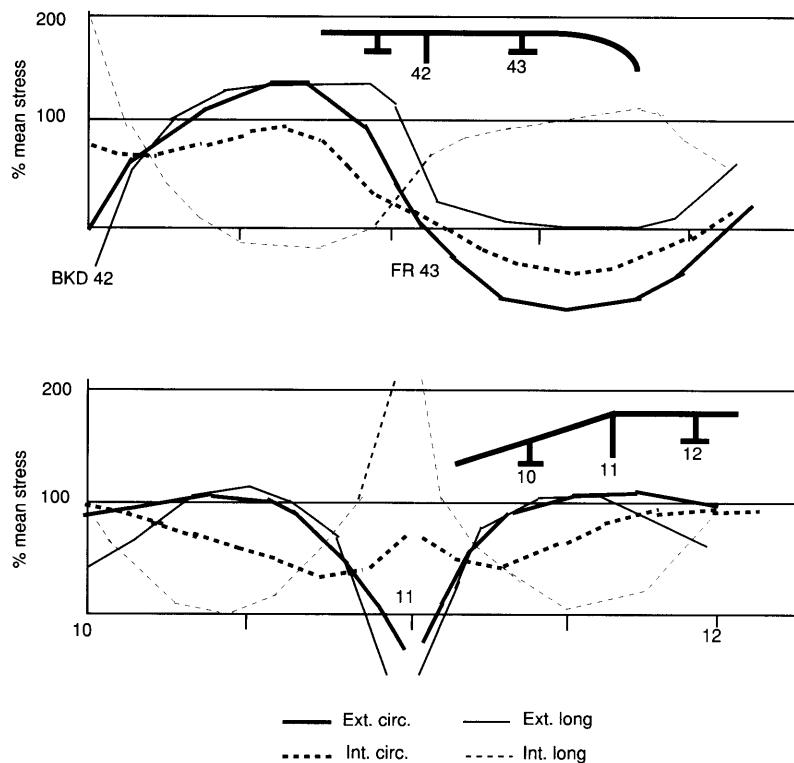 200
100
% mean stress
42
43
BKD 42
FR 43
200
100
% mean stress
10
11
12
11
10
12
Ext. circ.
Ext. long
Int. circ.
Int. long